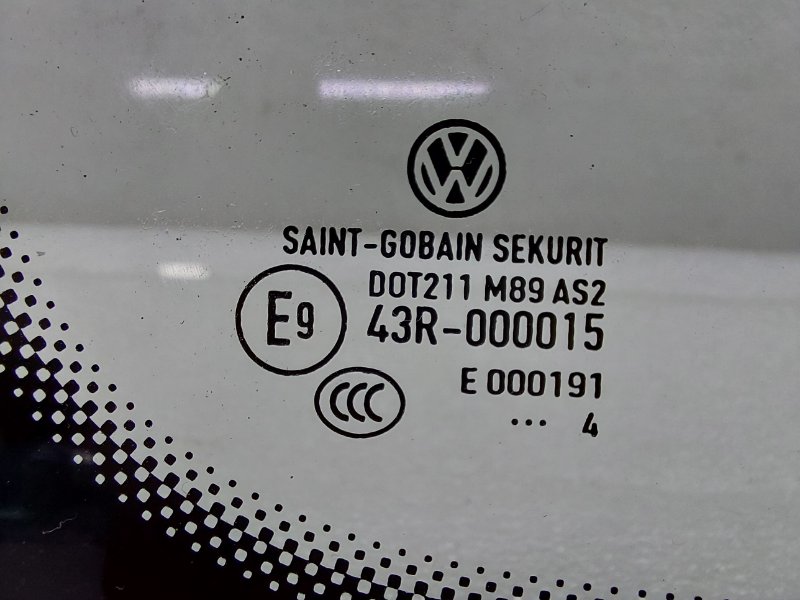 SAINT-GOBAIN SEKURIT
DOT211 M89 AS2
E9 43R-000015
E 000191
CCC
... 4